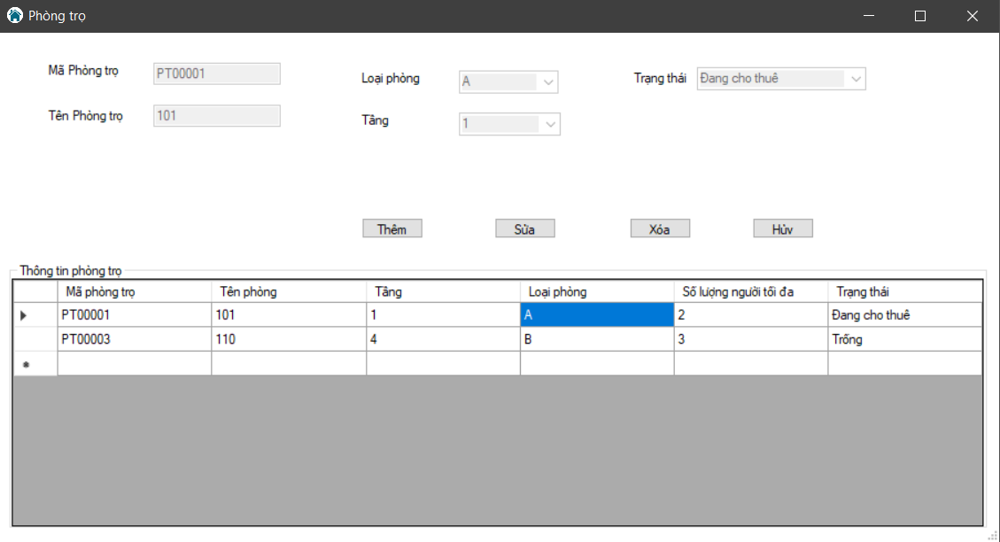 Phòng trọ
Mã Phòng trọ PT00001 Loại phòng A Trạng thái Đang cho thuê
Tên Phòng trọ 101 Tầng 1
Thêm Sửa Xóa Hủy
Thông tin phòng trọ
Mã phòng trọ Tên phòng Tầng Loại phòng Số lượng người tối đa Trạng thái
PT00001 101 1 A 2 Đang cho thuê
PT00003 110 4 B 3 Trống